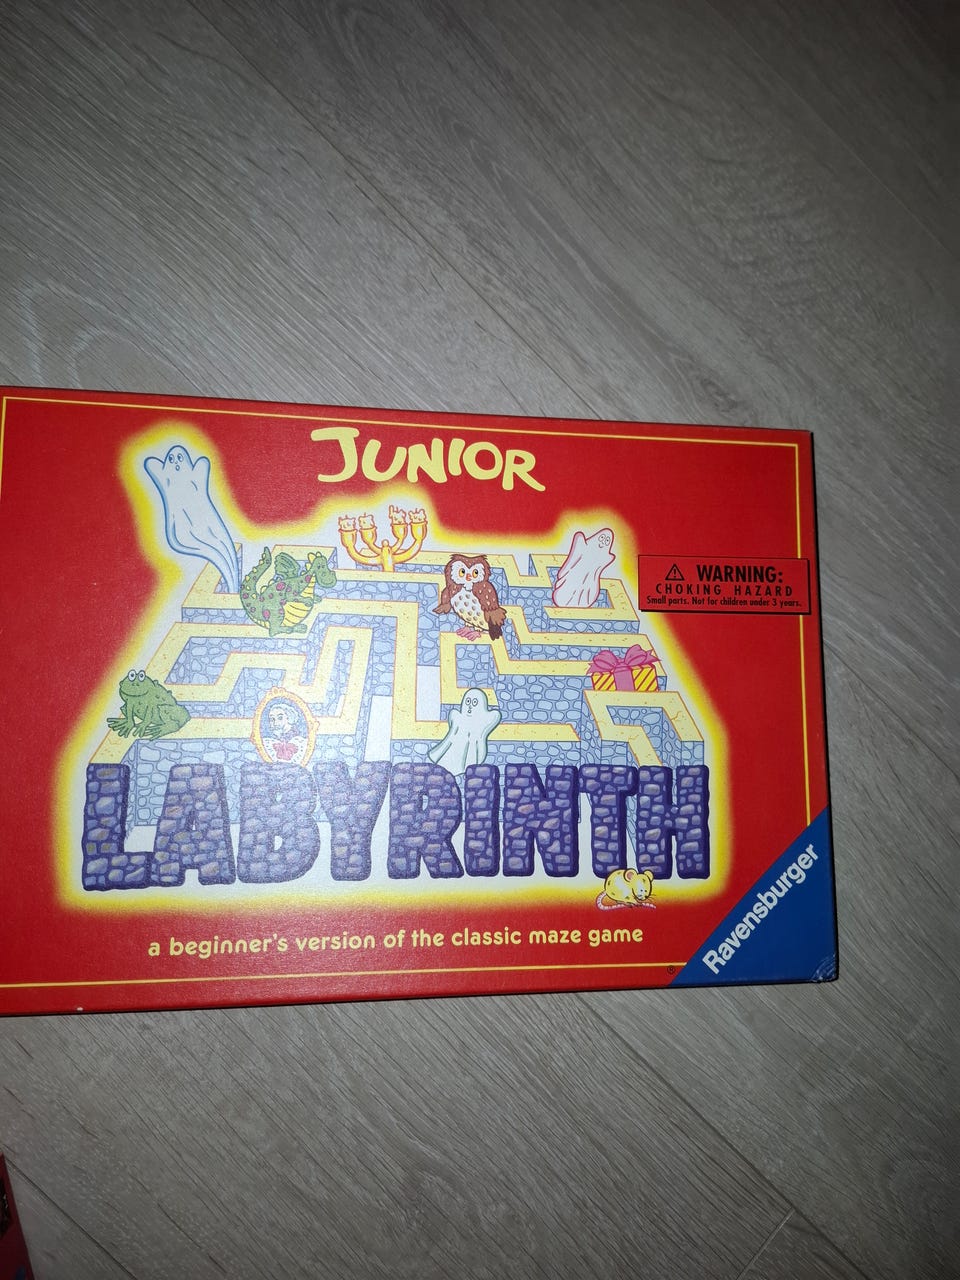 JUNIOR
WARNING:
CHOKING HAZARD
Small parts. Not for children under 3 years.
LABYRINTH
a beginner's version of the classic maze game
®
Ravensburger